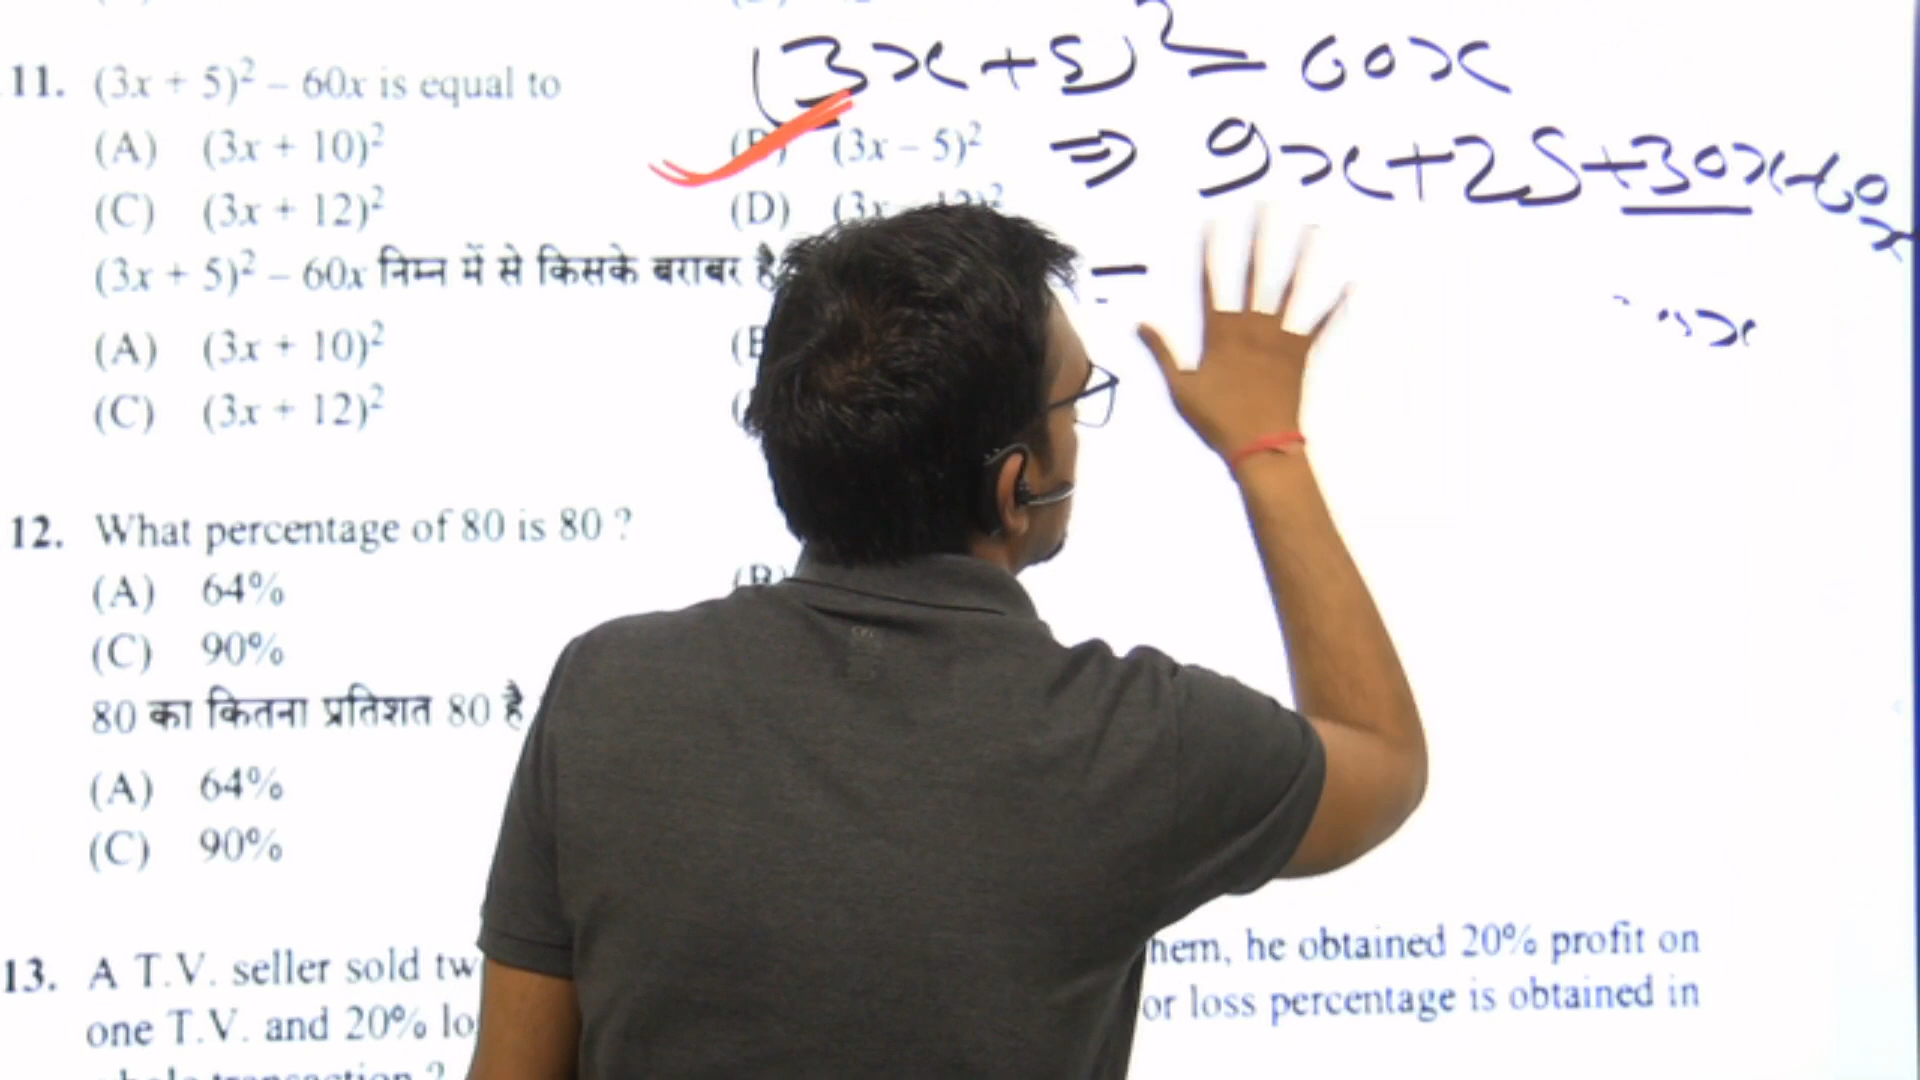 11. (3x + 5)² – 60x is equal to
(A) (3x + 10)²
(3x – 5)²
(C) (3x + 12)²
(D) (3x
(3x + 5)² – 60x निम्न में से किसके बराबर है
(A) (3x + 10)²
(C) (3x + 12)²
(3x+5)² – 60x
⇒ 9x+25+30x-60x
12. What percentage of 80 is 80 ?
(A) 64%
(C) 90%
80 का कितना प्रतिशत 80 है
(A) 64%
(C) 90%
13. A T.V. seller sold tw hem, he obtained 20% profit on
one T.V. and 20% lo or loss percentage is obtained in
transaction ?